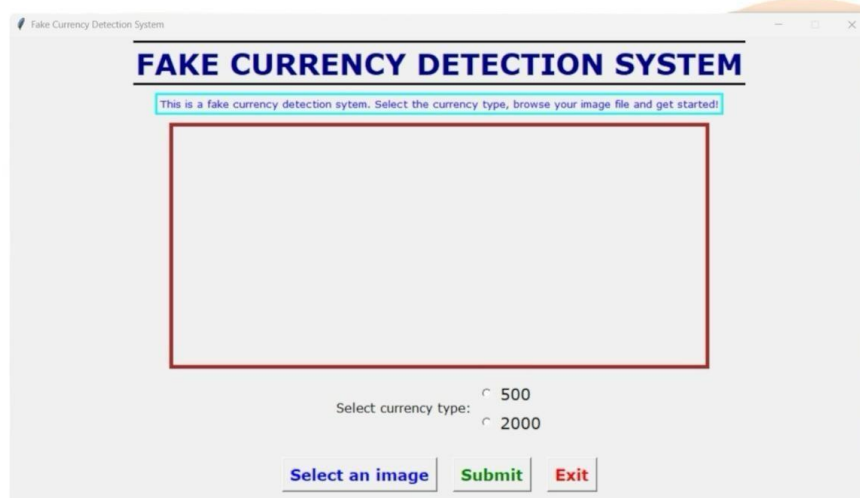 Fake Currency Detection System
FAKE CURRENCY DETECTION SYSTEM
This is a fake currency detection sytem. Select the currency type, browse your image file and get started!
Select currency type:
500
2000
Select an image Submit Exit